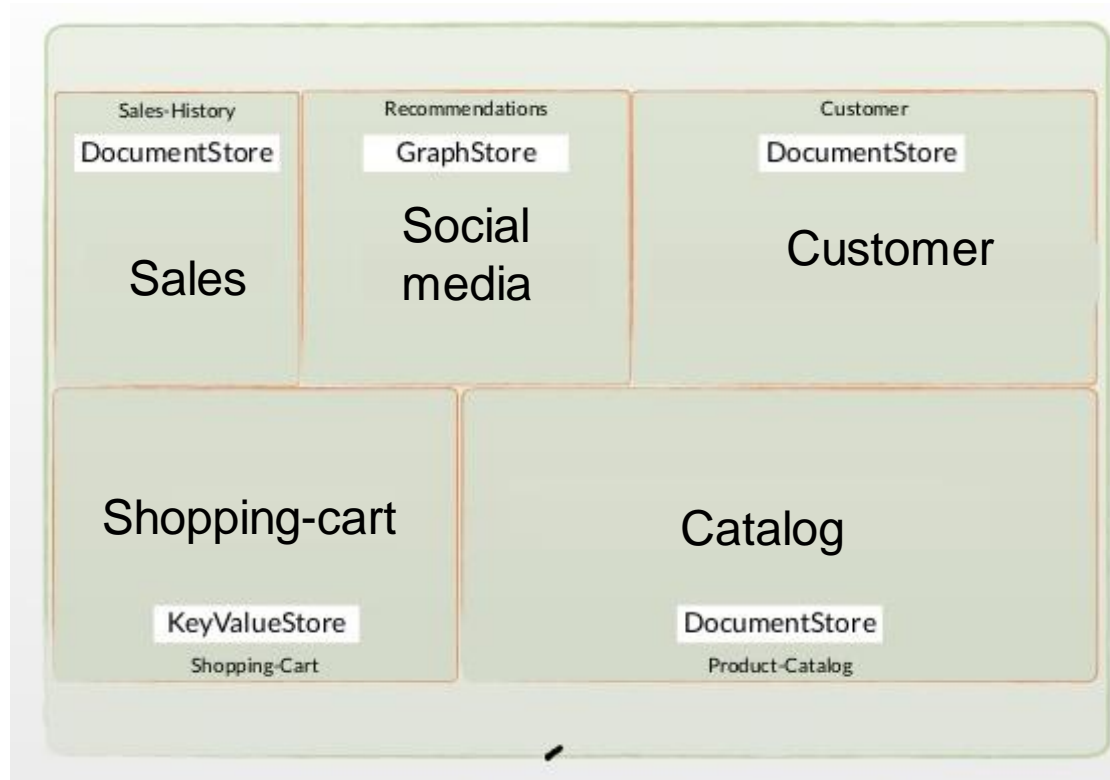 Sales-History
DocumentStore
Sales
Recommendations
GraphStore
Social
media
Customer
DocumentStore
Customer
Shopping-cart
KeyValueStore
Shopping-Cart
Catalog
DocumentStore
Product-Catalog